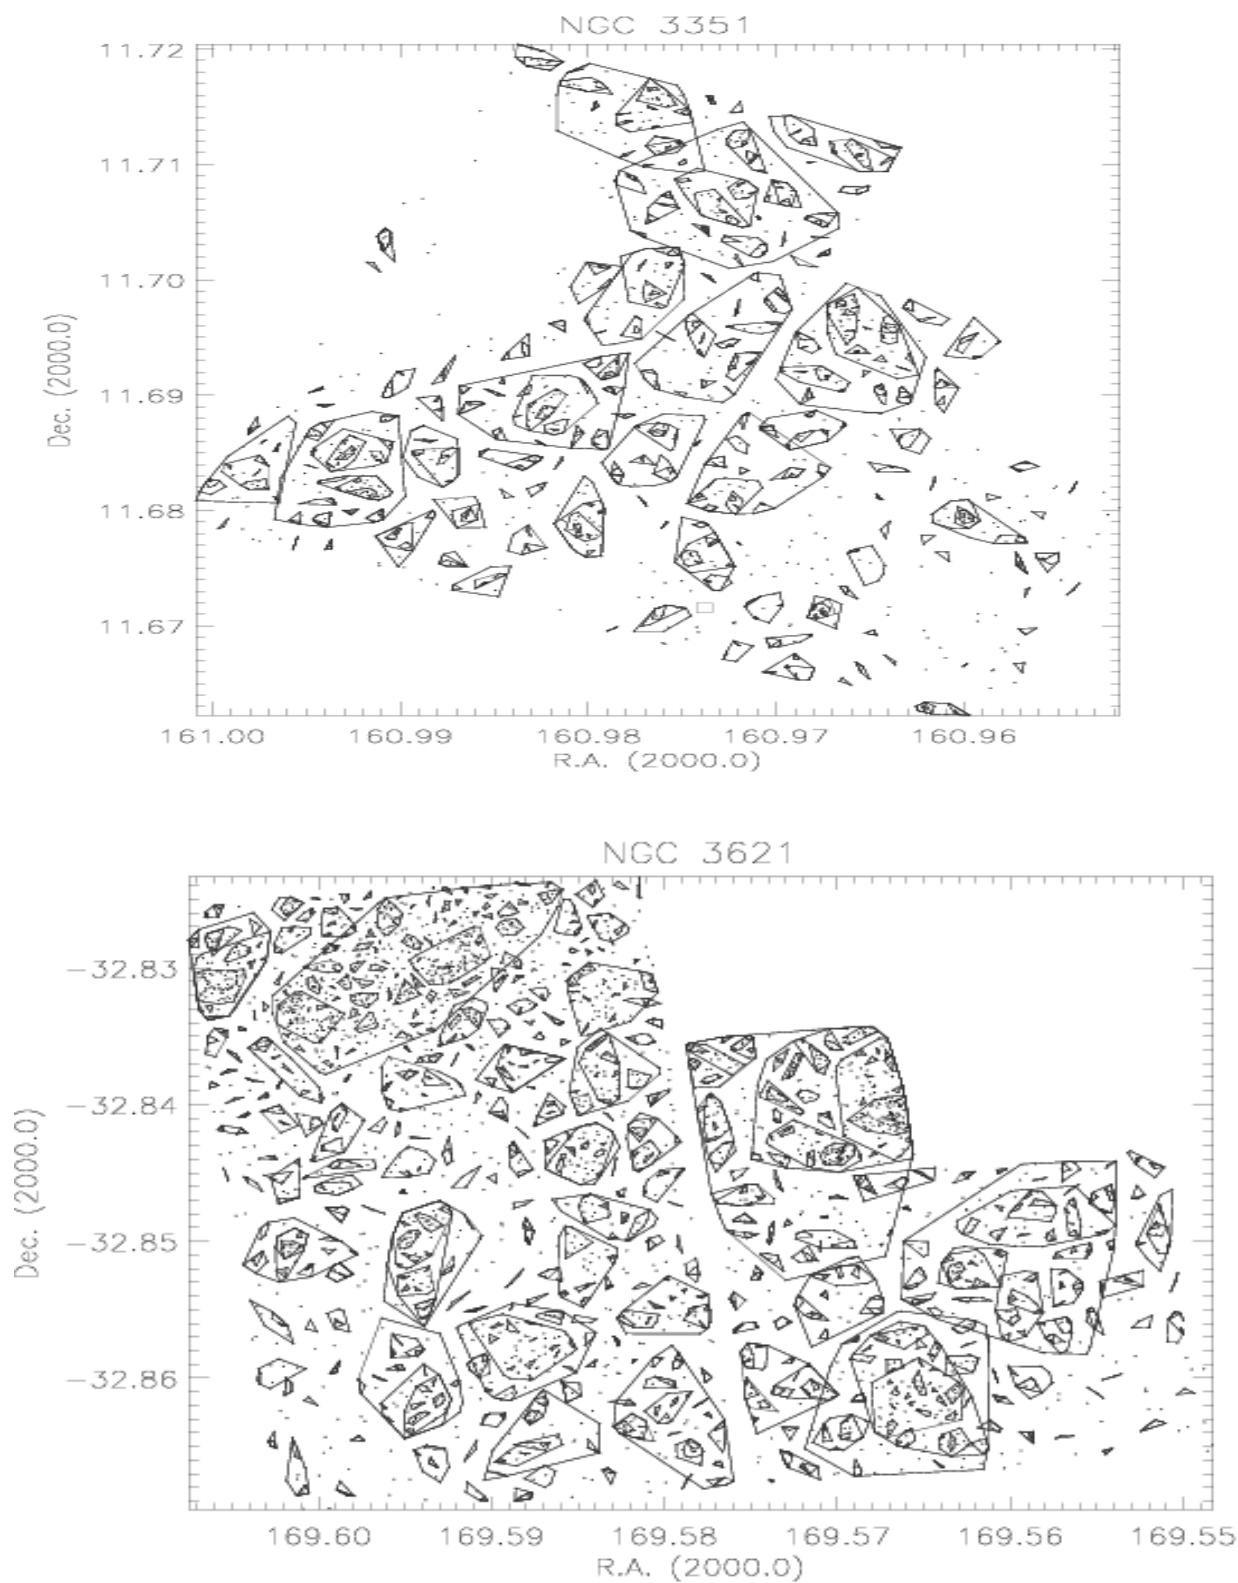 NGC 3351
11.72
11.71
11.70
11.69
11.68
11.67
Dec. (2000.0)
161.00 160.99 160.98 160.97 160.96
R.A. (2000.0)
NGC 3621
-32.83
-32.84
-32.85
-32.86
Dec. (2000.0)
169.60 169.59 169.58 169.57 169.56 169.55
R.A. (2000.0)